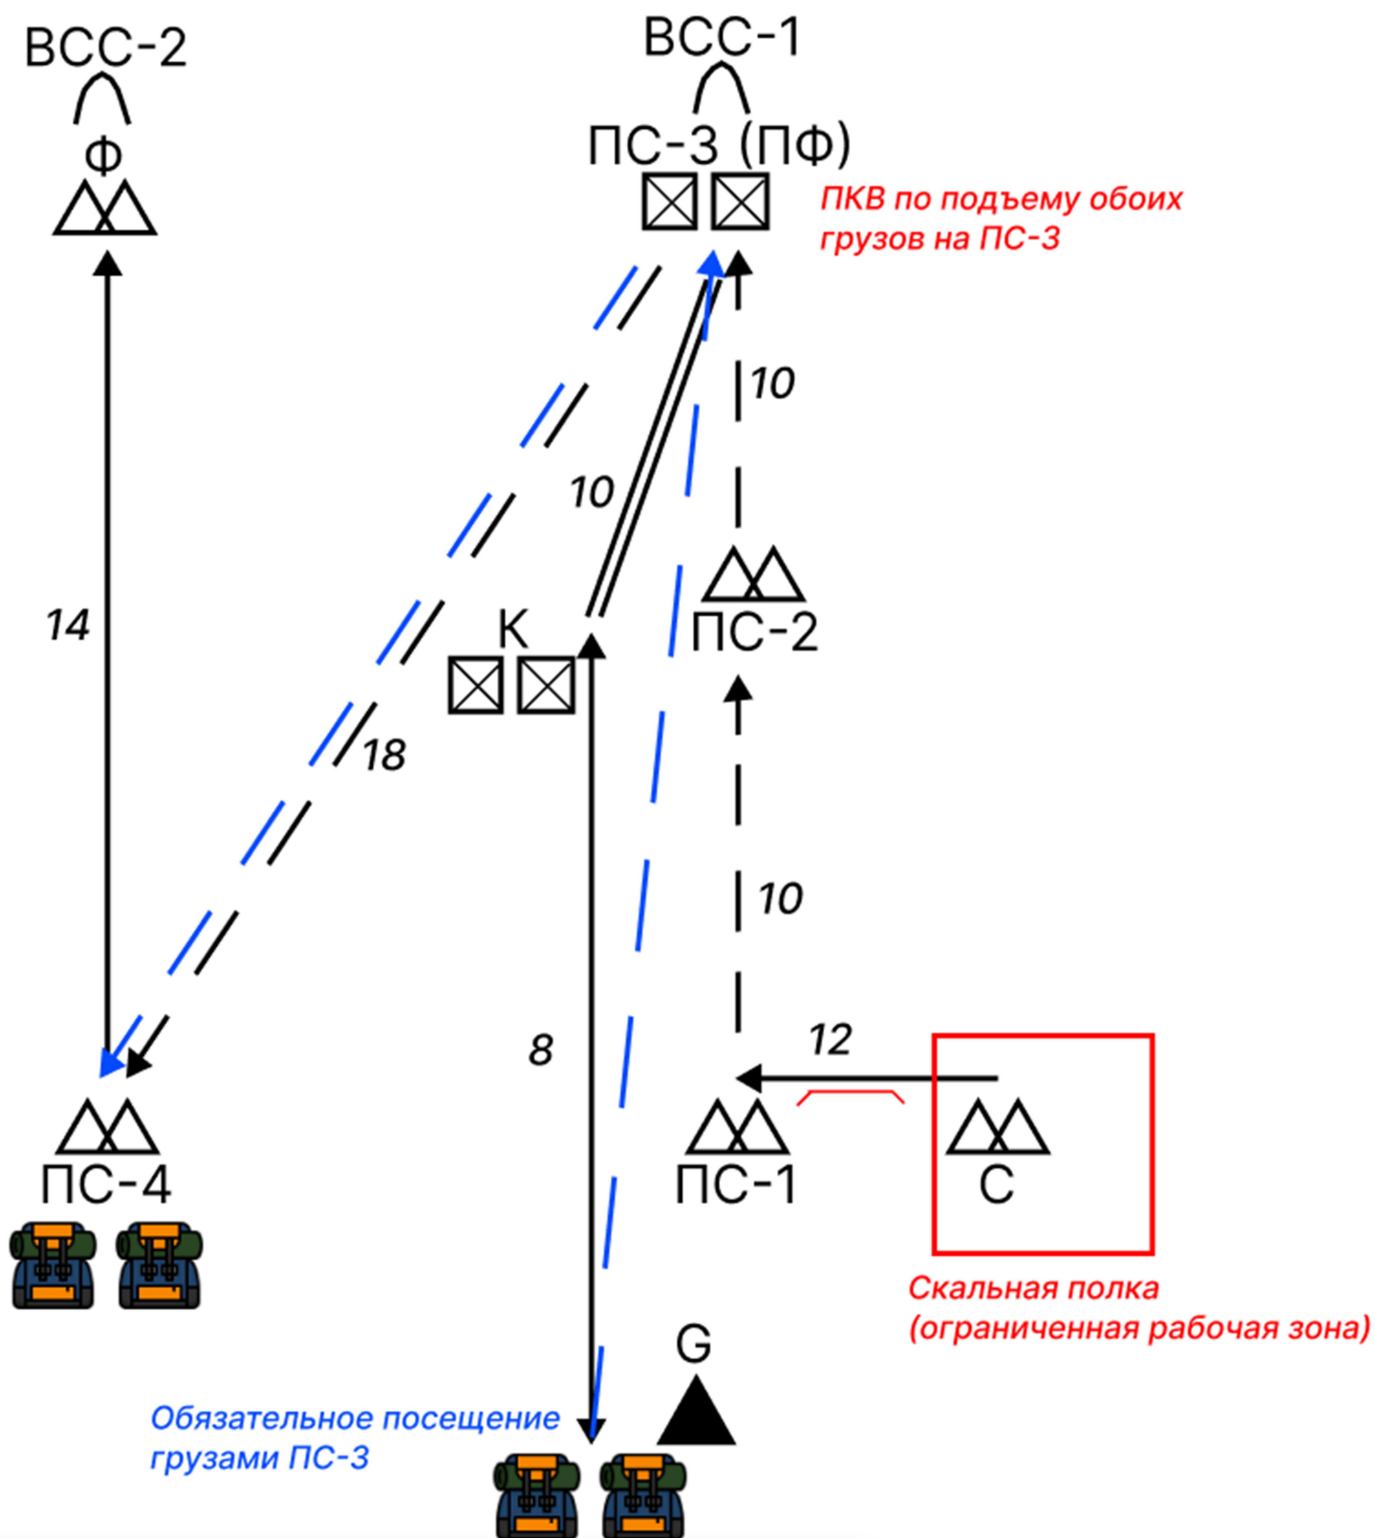 ВСС-2
ВСС-1
Ф
ПС-3 (ПФ)
ПКВ по подъему обоих
грузов на ПС-3
10
10
14
К
ПС-2
18
10
8
12
ПС-4
ПС-1
С
Скальная полка
(ограниченная рабочая зона)
G
Обязательное посещение
грузами ПС-3